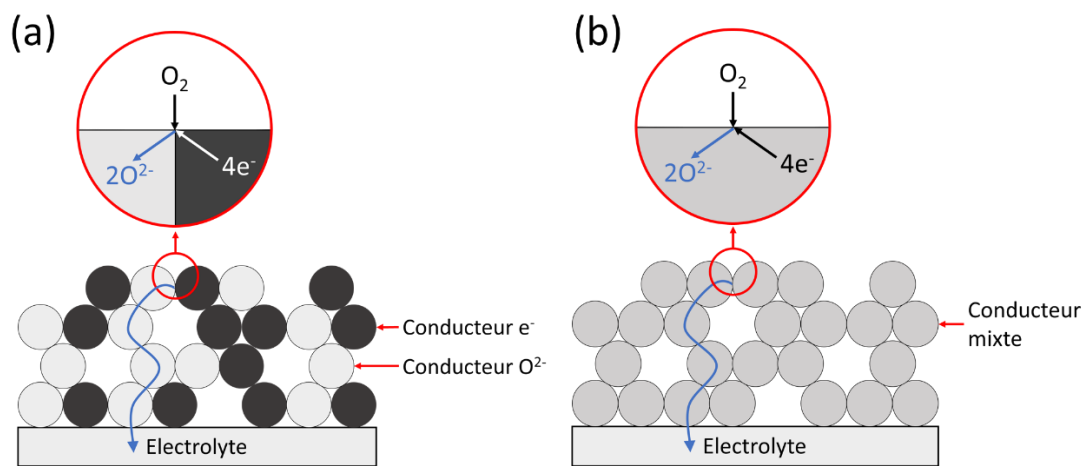 (a)
O₂
2O²⁻
4e⁻
Conducteur e⁻
Conducteur O²⁻
Electrolyte
(b)
O₂
2O²⁻
4e⁻
Conducteur
mixte
Electrolyte